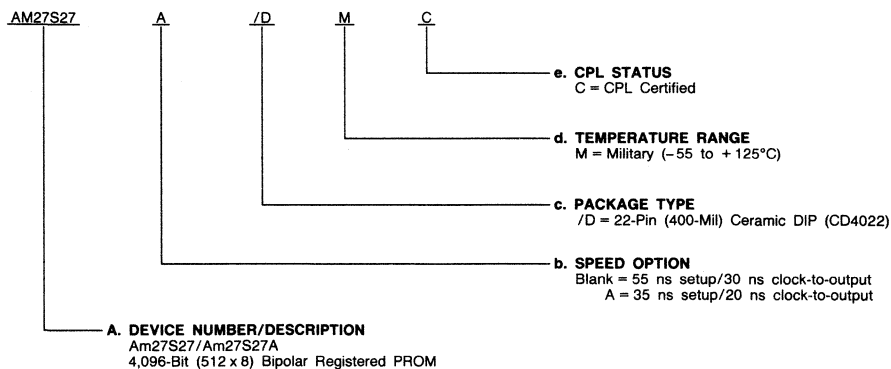 AM27S27 A /D M C
e. CPL STATUS
C = CPL Certified
d. TEMPERATURE RANGE
M = Military (–55 to +125°C)
c. PACKAGE TYPE
/D = 22-Pin (400-Mil) Ceramic DIP (CD4022)
b. SPEED OPTION
Blank = 55 ns setup/30 ns clock-to-output
A = 35 ns setup/20 ns clock-to-output
A. DEVICE NUMBER/DESCRIPTION
Am27S27/Am27S27A
4,096-Bit (512 x 8) Bipolar Registered PROM